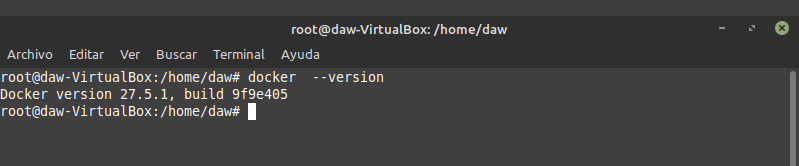 root@daw-VirtualBox: /home/daw
Archivo Editar Ver Buscar Terminal Ayuda
root@daw-VirtualBox:/home/daw# docker  --version
Docker version 27.5.1, build 9f9e405
root@daw-VirtualBox:/home/daw#